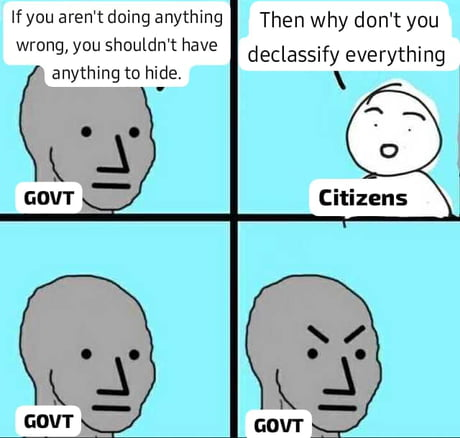 If you aren't doing anything
wrong, you shouldn't have
anything to hide.
GOVT
Then why don't you
declassify everything
Citizens
GOVT
GOVT